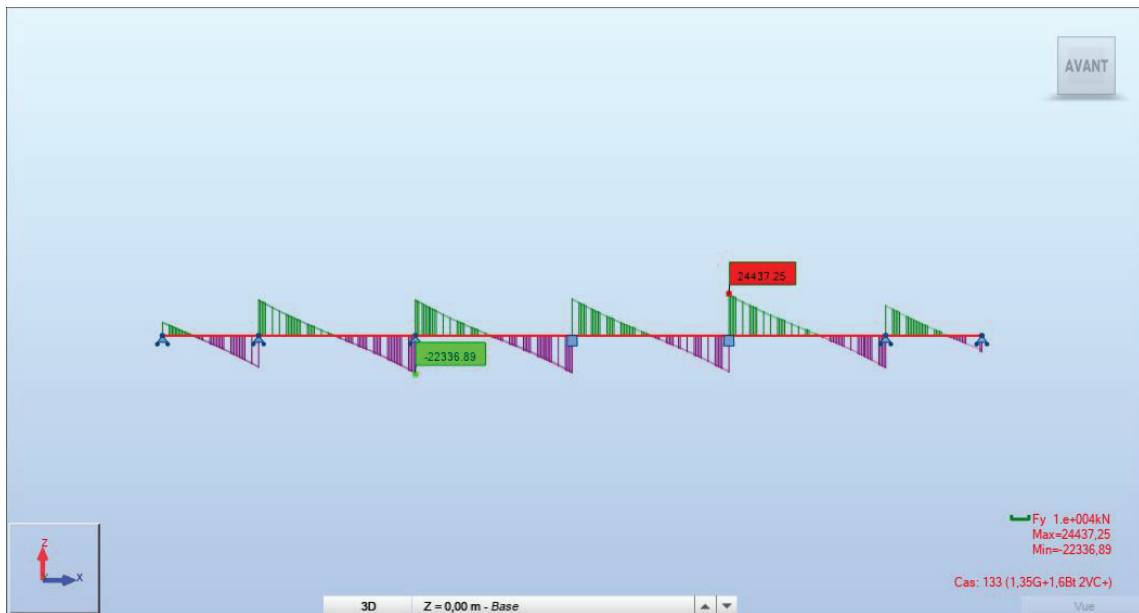 AVANT
24437.25
-22336.89
Fy 1.e+004kN
Max=24437,25
Min=-22336,89
Cas: 133 (1,35G+1,6Bt 2VC+)
Z
X
3D Z = 0,00 m - Base
Vue